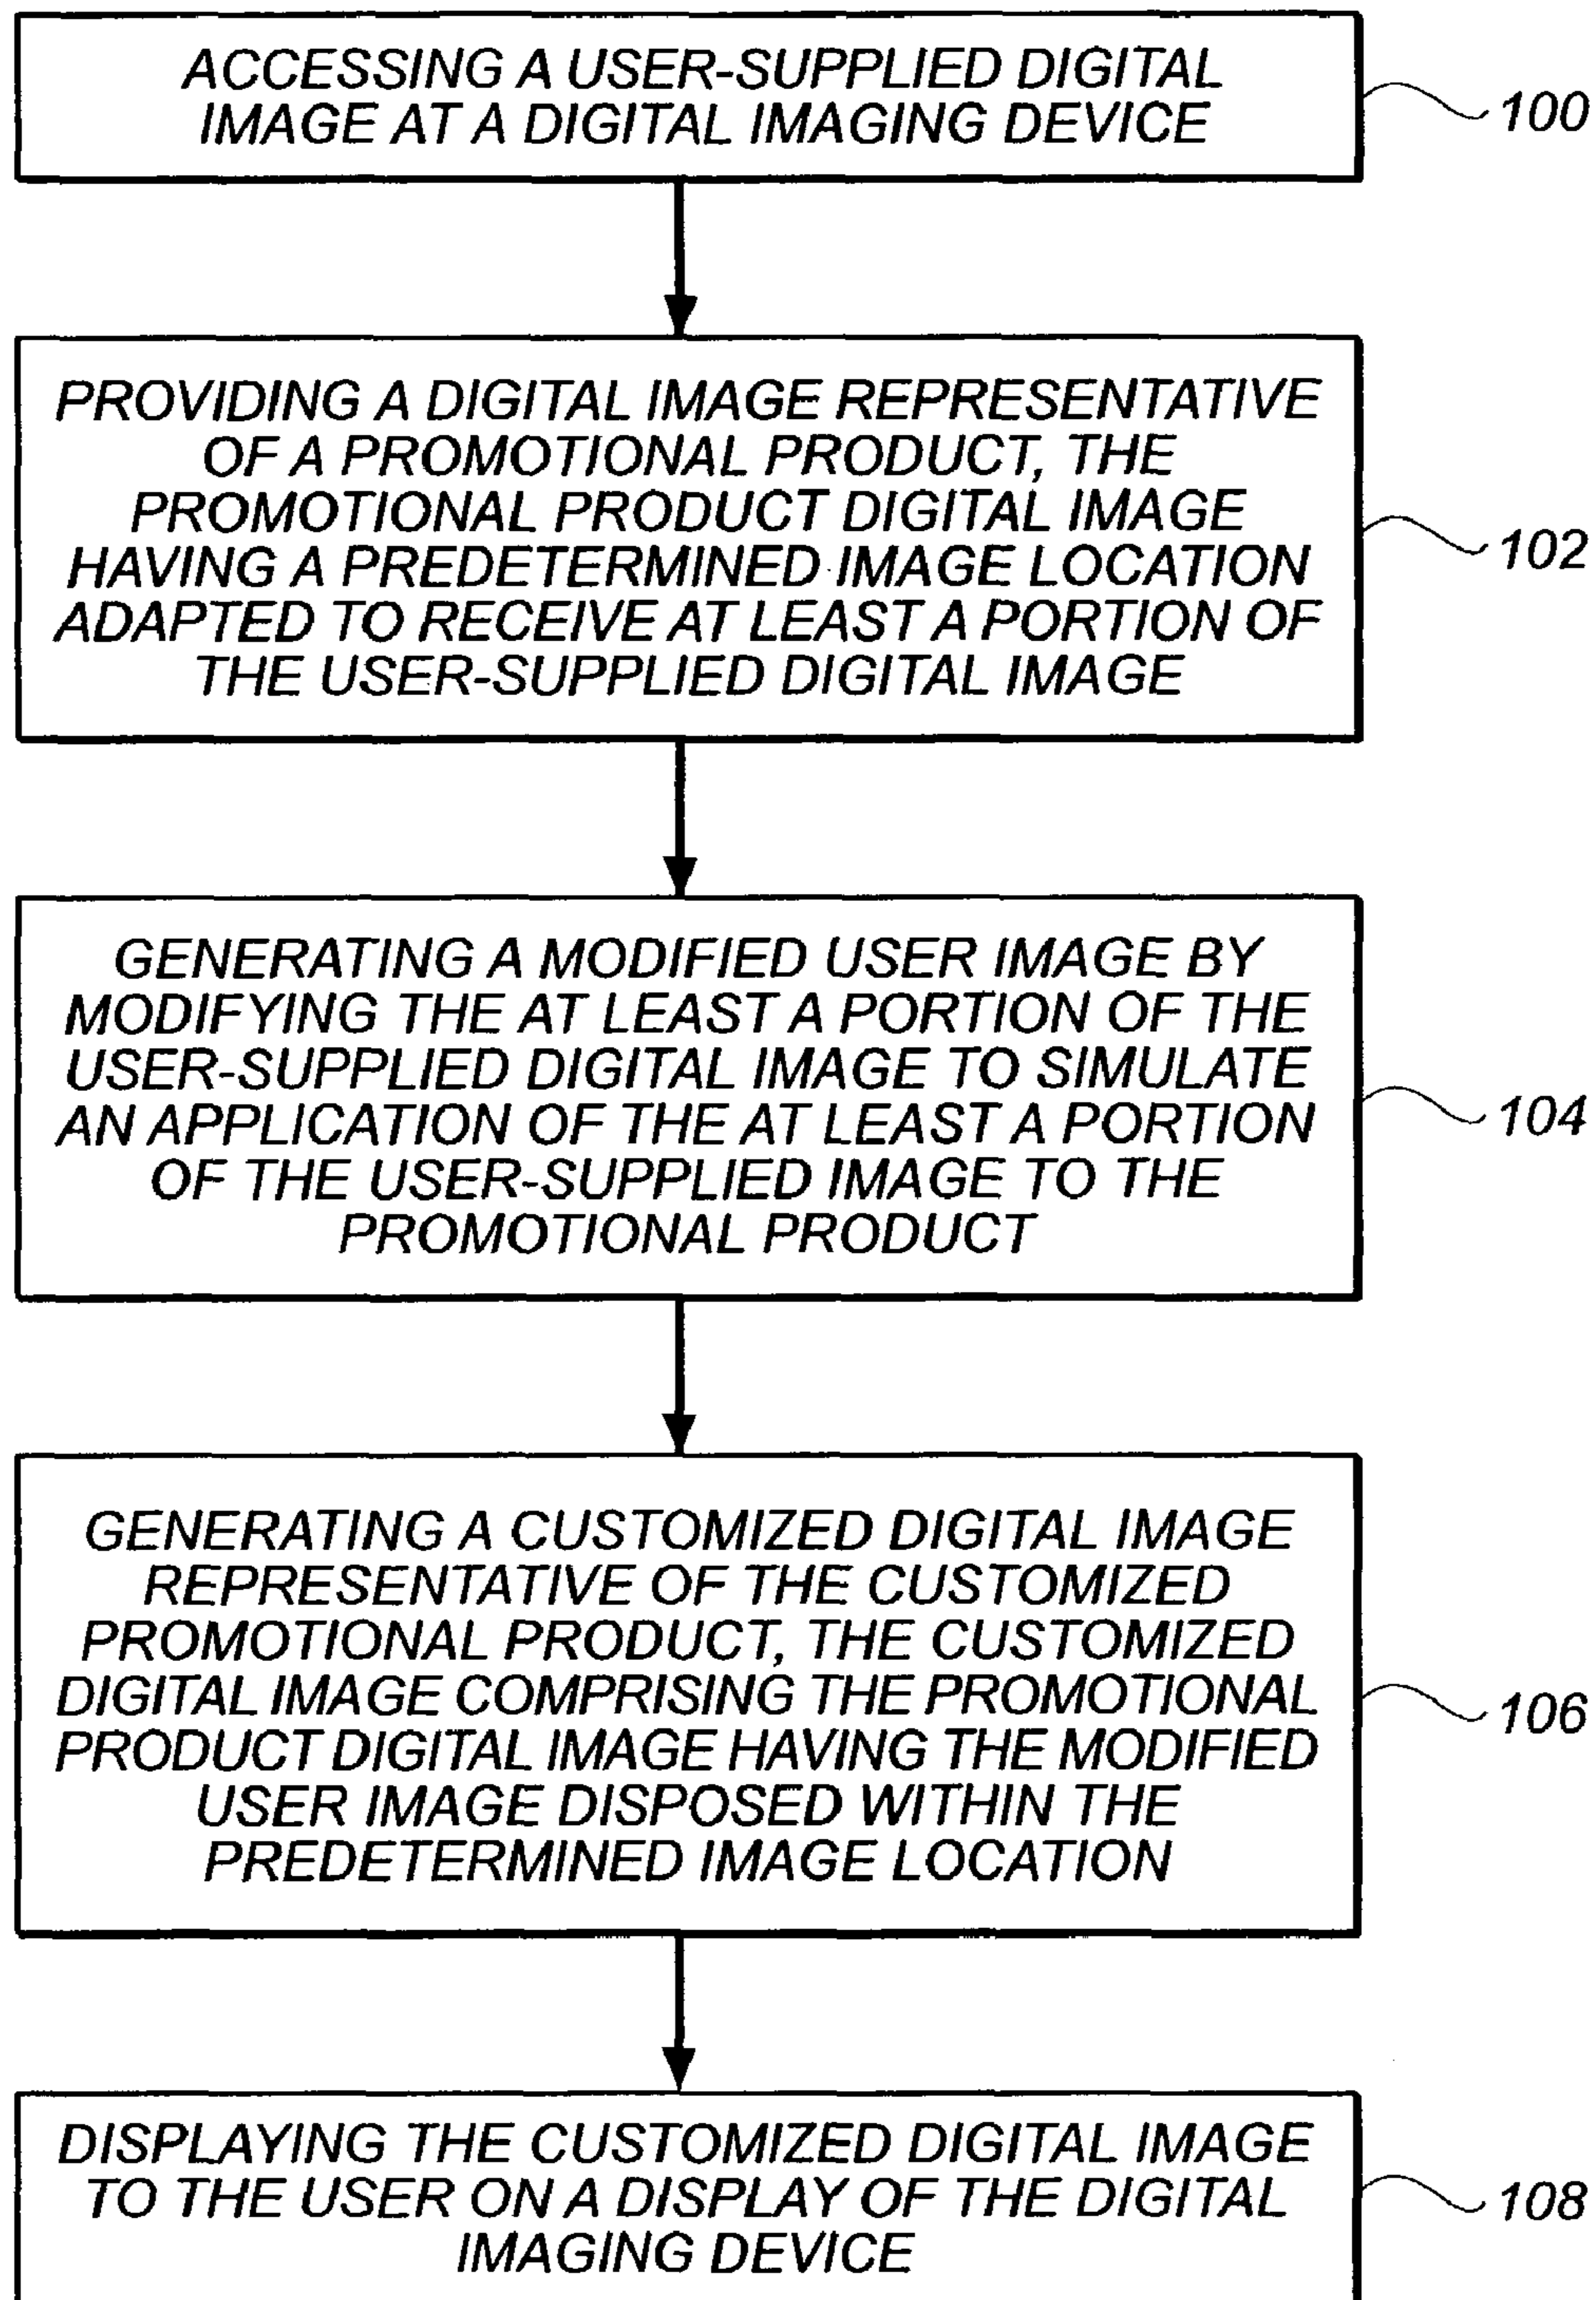 ACCESSING A USER-SUPPLIED DIGITAL
IMAGE AT A DIGITAL IMAGING DEVICE
100
PROVIDING A DIGITAL IMAGE REPRESENTATIVE
OF A PROMOTIONAL PRODUCT, THE
PROMOTIONAL PRODUCT DIGITAL IMAGE
HAVING A PREDETERMINED IMAGE LOCATION
ADAPTED TO RECEIVE AT LEAST A PORTION OF
THE USER-SUPPLIED DIGITAL IMAGE
102
GENERATING A MODIFIED USER IMAGE BY
MODIFYING THE AT LEAST A PORTION OF THE
USER-SUPPLIED DIGITAL IMAGE TO SIMULATE
AN APPLICATION OF THE AT LEAST A PORTION
OF THE USER-SUPPLIED IMAGE TO THE
PROMOTIONAL PRODUCT
104
GENERATING A CUSTOMIZED DIGITAL IMAGE
REPRESENTATIVE OF THE CUSTOMIZED
PROMOTIONAL PRODUCT, THE CUSTOMIZED
DIGITAL IMAGE COMPRISING THE PROMOTIONAL
PRODUCT DIGITAL IMAGE HAVING THE MODIFIED
USER IMAGE DISPOSED WITHIN THE
PREDETERMINED IMAGE LOCATION
106
DISPLAYING THE CUSTOMIZED DIGITAL IMAGE
TO THE USER ON A DISPLAY OF THE DIGITAL
IMAGING DEVICE
108